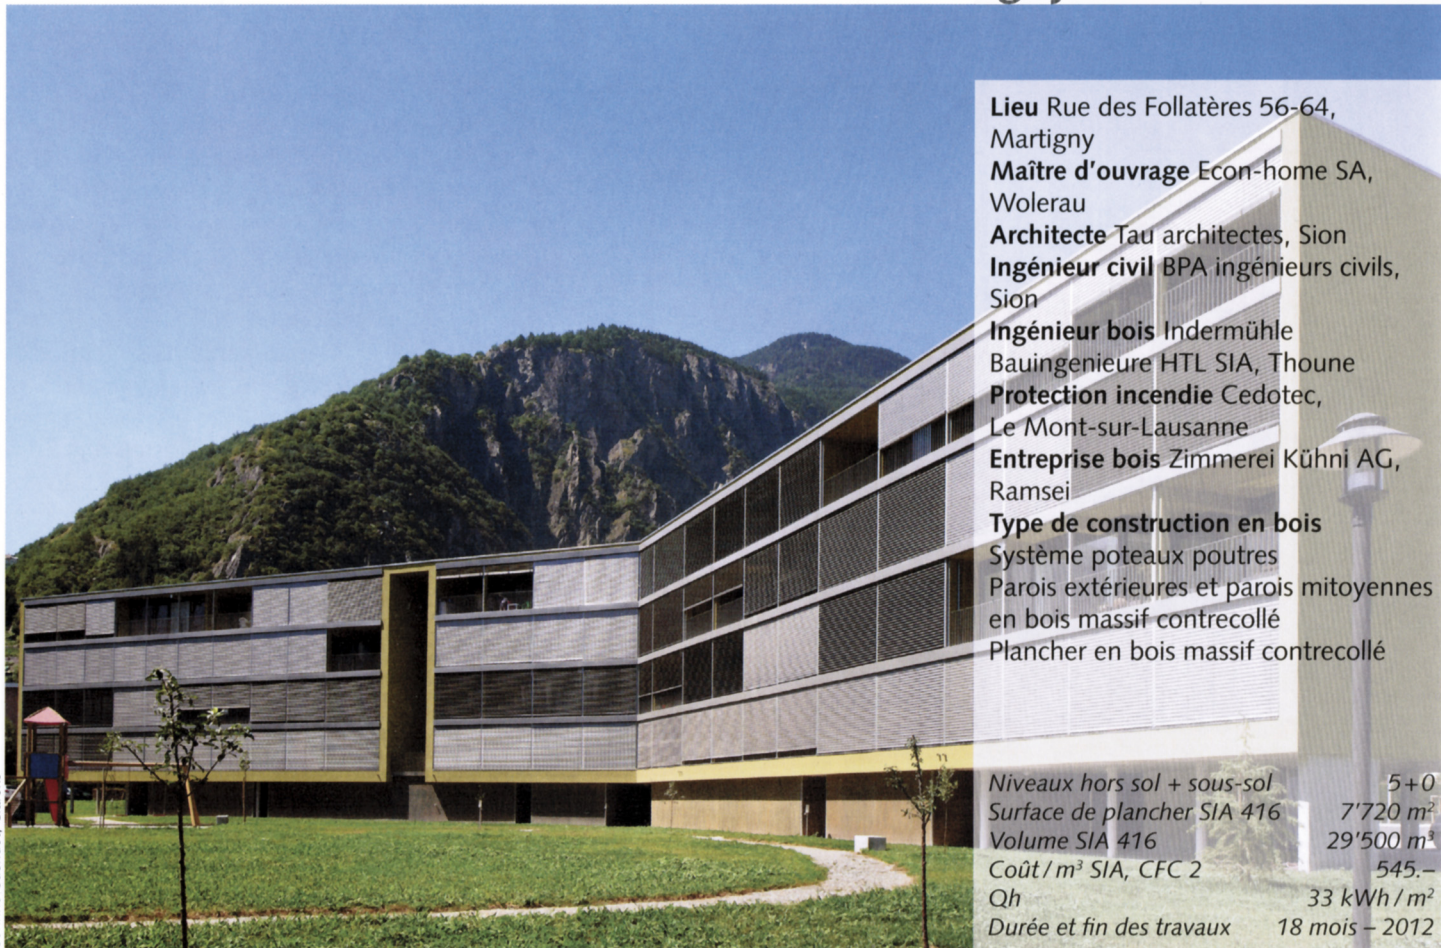 Lieu Rue des Follatères 56-64,
Martigny
Maître d'ouvrage Econ-home SA,
Wolerau
Architecte Tau architectes, Sion
Ingénieur civil BPA ingénieurs civils,
Sion
Ingénieur bois Indermühle
Bauingenieure HTL SIA, Thoune
Protection incendie Cedotec,
Le Mont-sur-Lausanne
Entreprise bois Zimmerei Kühni AG,
Ramsei
Type de construction en bois
Système poteaux poutres
Parois extérieures et parois mitoyennes
en bois massif contrecollé
Plancher en bois massif contrecollé
Niveaux hors sol + sous-sol 5+0
Surface de plancher SIA 416 7'720 m²
Volume SIA 416 29'500 m³
Coût / m³ SIA, CFC 2 545.–
Qh 33 kWh / m²
Durée et fin des travaux 18 mois – 2012